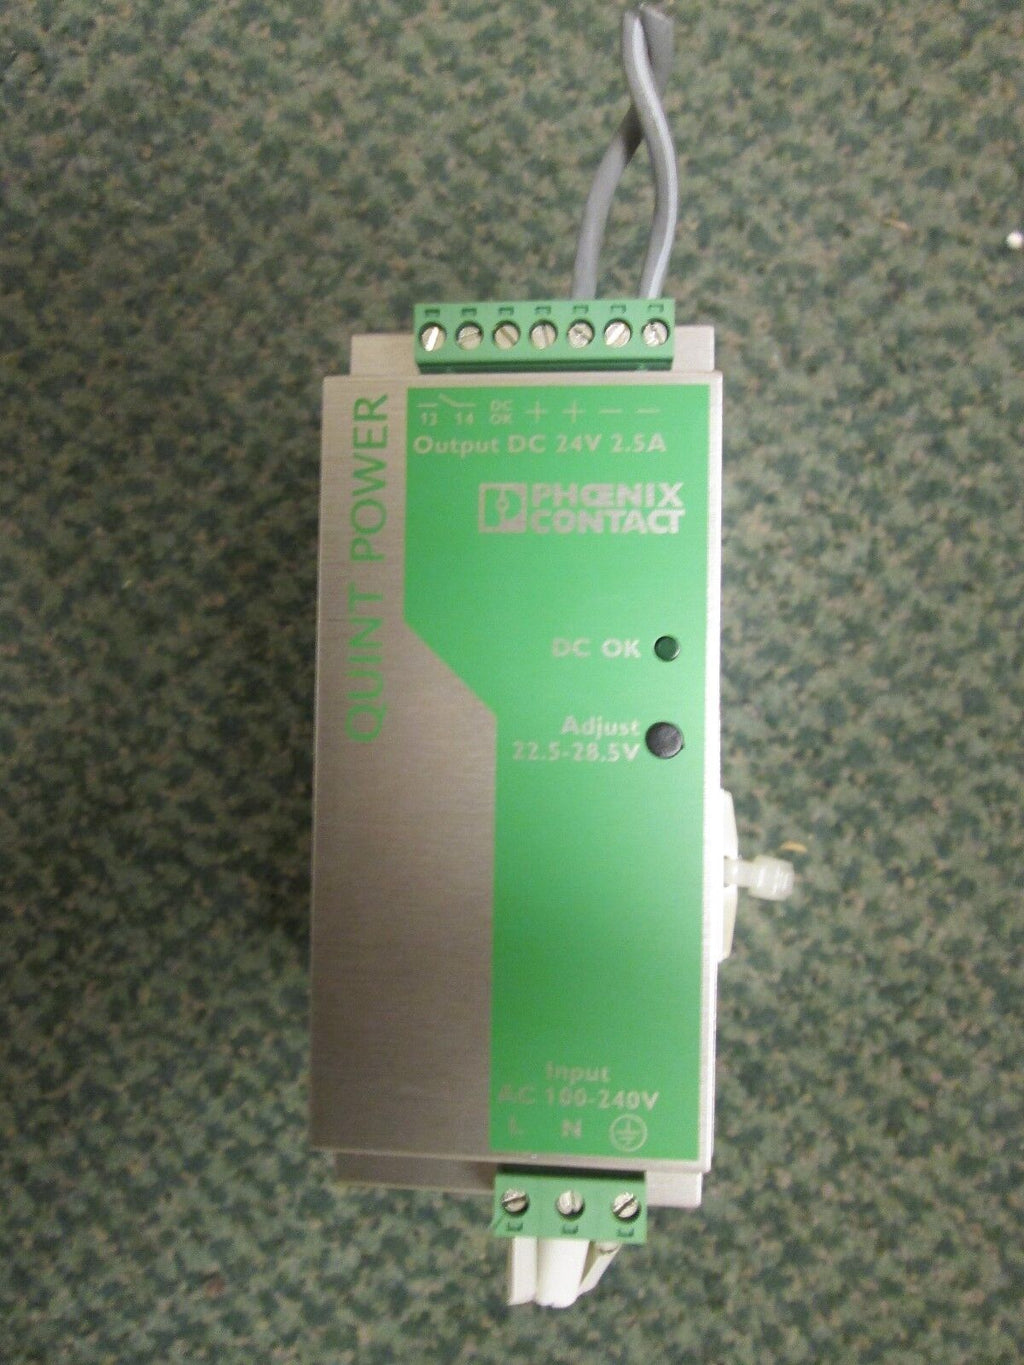 13 14 DC OK + + − −
Output DC 24V 2.5A
PHŒNIX
CONTACT
QUINT POWER
DC OK
Adjust
22.5-28.5V
Input
AC 100-240V
L N